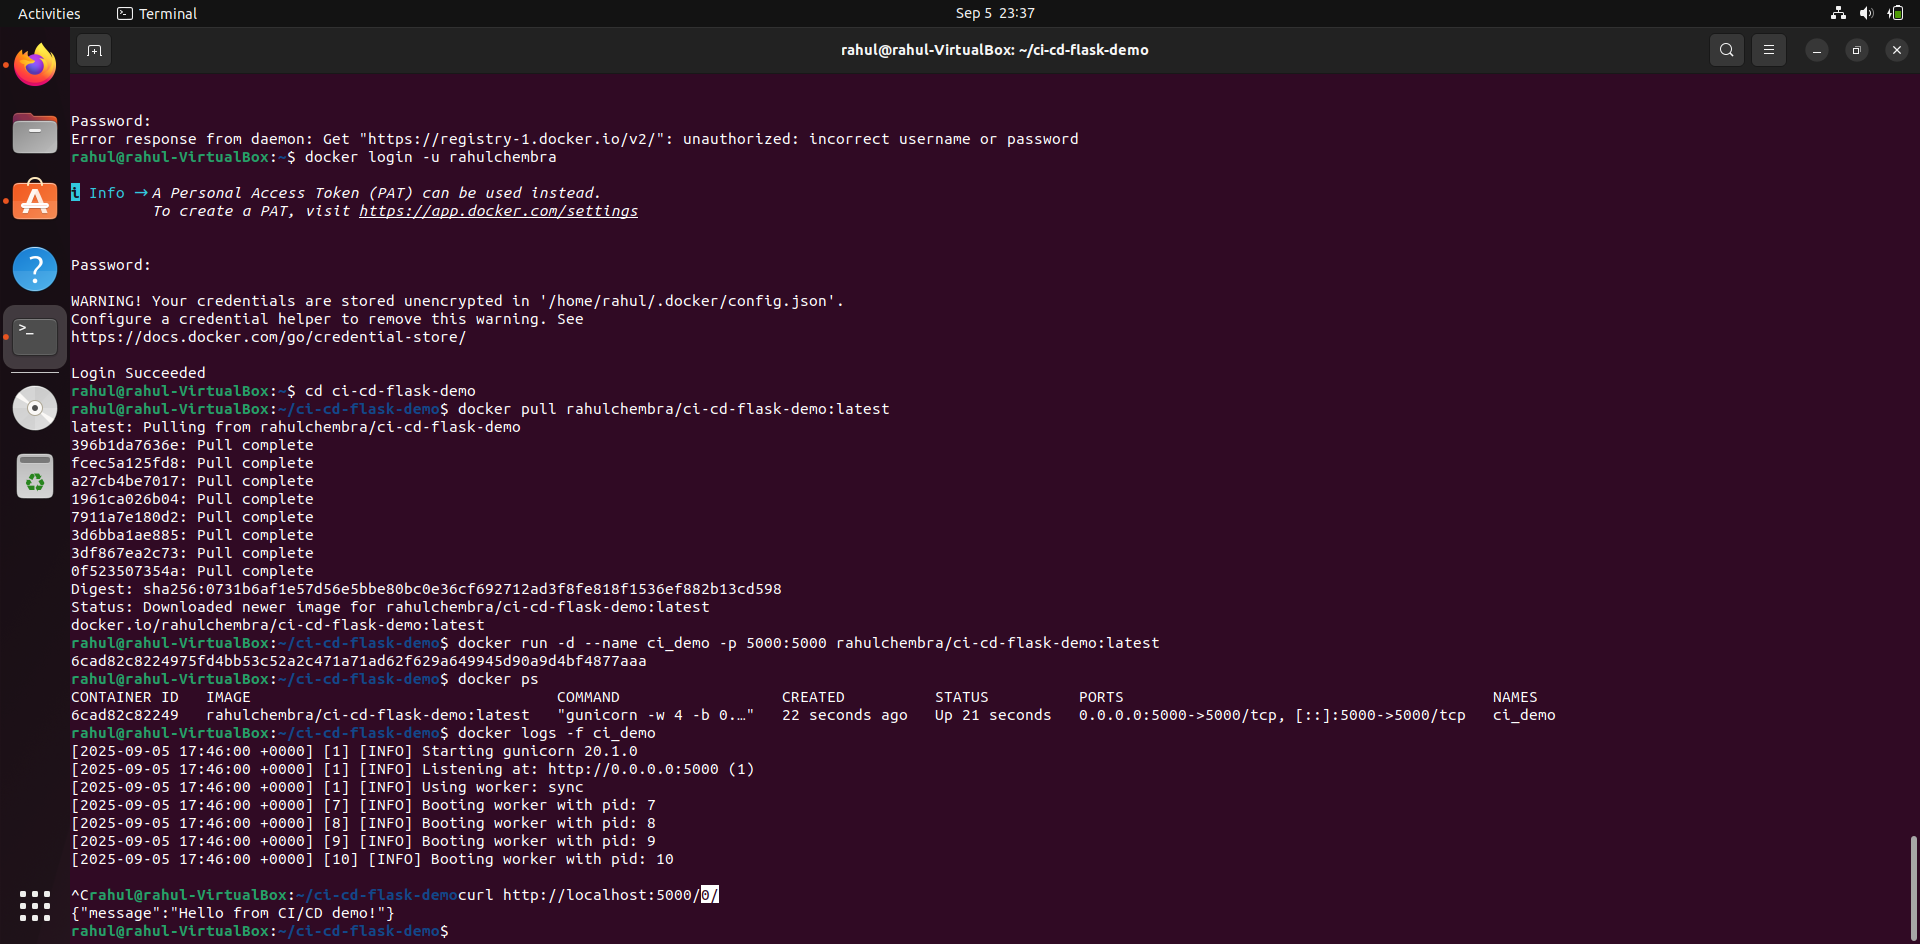 Activities
Terminal
Sep 5 23:37
rahul@rahul-VirtualBox: ~/ci-cd-flask-demo
Password:
Error response from daemon: Get "https://registry-1.docker.io/v2/": unauthorized: incorrect username or password
rahul@rahul-VirtualBox:~$ docker login -u rahulchembra
i Info → A Personal Access Token (PAT) can be used instead.
To create a PAT, visit https://app.docker.com/settings
Password:
WARNING! Your credentials are stored unencrypted in '/home/rahul/.docker/config.json'.
Configure a credential helper to remove this warning. See
https://docs.docker.com/go/credential-store/
Login Succeeded
rahul@rahul-VirtualBox:~$ cd ci-cd-flask-demo
rahul@rahul-VirtualBox:~/ci-cd-flask-demo$ docker pull rahulchembra/ci-cd-flask-demo:latest
latest: Pulling from rahulchembra/ci-cd-flask-demo
396b1da7636e: Pull complete
fcec5a125fd8: Pull complete
a27cb4be7017: Pull complete
1961ca026b04: Pull complete
7911a7e180d2: Pull complete
3d6bba1ae885: Pull complete
3df867ea2c73: Pull complete
0f523507354a: Pull complete
Digest: sha256:0731b6af1e57d56e5bbe80bc0e36cf692712ad3f8fe818f1536ef882b13cd598
Status: Downloaded newer image for rahulchembra/ci-cd-flask-demo:latest
docker.io/rahulchembra/ci-cd-flask-demo:latest
rahul@rahul-VirtualBox:~/ci-cd-flask-demo$ docker run -d --name ci_demo -p 5000:5000 rahulchembra/ci-cd-flask-demo:latest
6cad82c8224975fd4bb53c52a2c471a71ad62f629a649945d90a9d4bf4877aaa
rahul@rahul-VirtualBox:~/ci-cd-flask-demo$ docker ps
CONTAINER ID   IMAGE   COMMAND   CREATED   STATUS   PORTS   NAMES
6cad82c82249   rahulchembra/ci-cd-flask-demo:latest   "gunicorn -w 4 -b 0.…"   22 seconds ago   Up 21 seconds   0.0.0.0:5000->5000/tcp, [::]:5000->5000/tcp   ci_demo
rahul@rahul-VirtualBox:~/ci-cd-flask-demo$ docker logs -f ci_demo
[2025-09-05 17:46:00 +0000] [1] [INFO] Starting gunicorn 20.1.0
[2025-09-05 17:46:00 +0000] [1] [INFO] Listening at: http://0.0.0.0:5000 (1)
[2025-09-05 17:46:00 +0000] [1] [INFO] Using worker: sync
[2025-09-05 17:46:00 +0000] [7] [INFO] Booting worker with pid: 7
[2025-09-05 17:46:00 +0000] [8] [INFO] Booting worker with pid: 8
[2025-09-05 17:46:00 +0000] [9] [INFO] Booting worker with pid: 9
[2025-09-05 17:46:00 +0000] [10] [INFO] Booting worker with pid: 10
^Crahul@rahul-VirtualBox:~/ci-cd-flask-democurl http://localhost:5000/0/
{"message":"Hello from CI/CD demo!"}
rahul@rahul-VirtualBox:~/ci-cd-flask-demo$